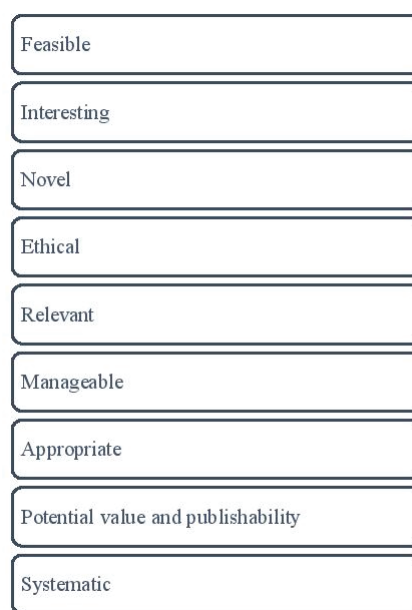 Feasible
Interesting
Novel
Ethical
Relevant
Manageable
Appropriate
Potential value and publishability
Systematic